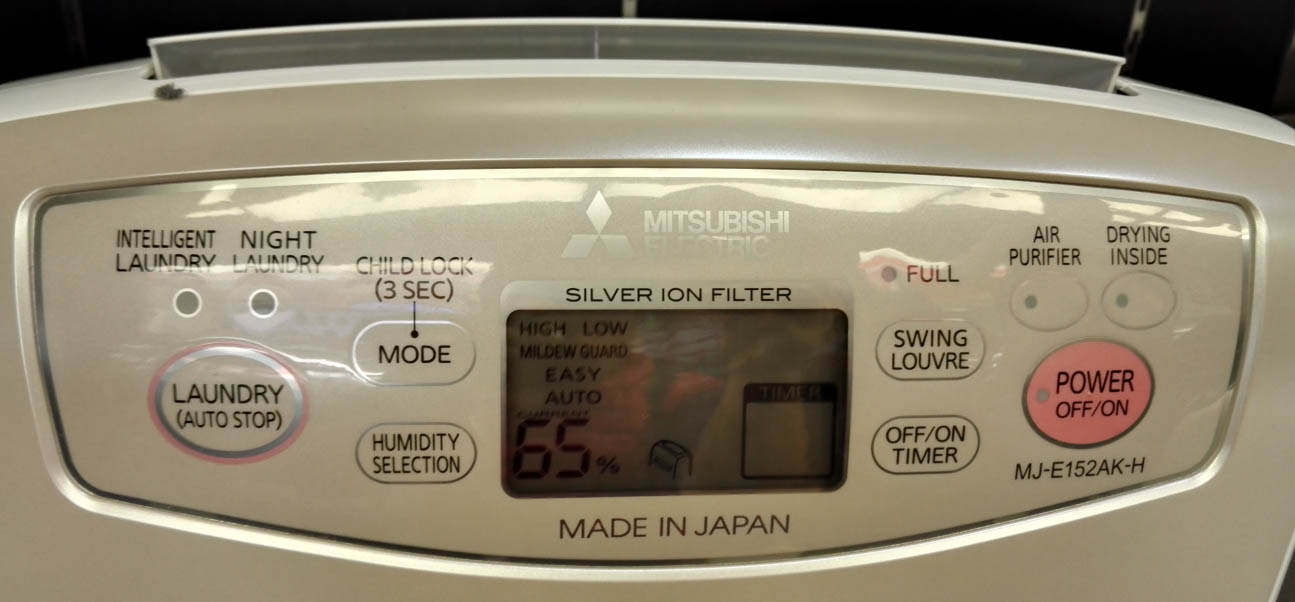 INTELLIGENT LAUNDRY
NIGHT LAUNDRY
CHILD LOCK
(3 SEC)
MODE
LAUNDRY
(AUTO STOP)
HUMIDITY
SELECTION
MITSUBISHI
ELECTRIC
SILVER ION FILTER
HIGH LOW
MILDEW GUARD
EASY
AUTO
CURRENT
65%
TIMER
MADE IN JAPAN
FULL
SWING
LOUVRE
OFF/ON
TIMER
AIR
PURIFIER
DRYING
INSIDE
POWER
OFF/ON
MJ-E152AK-H